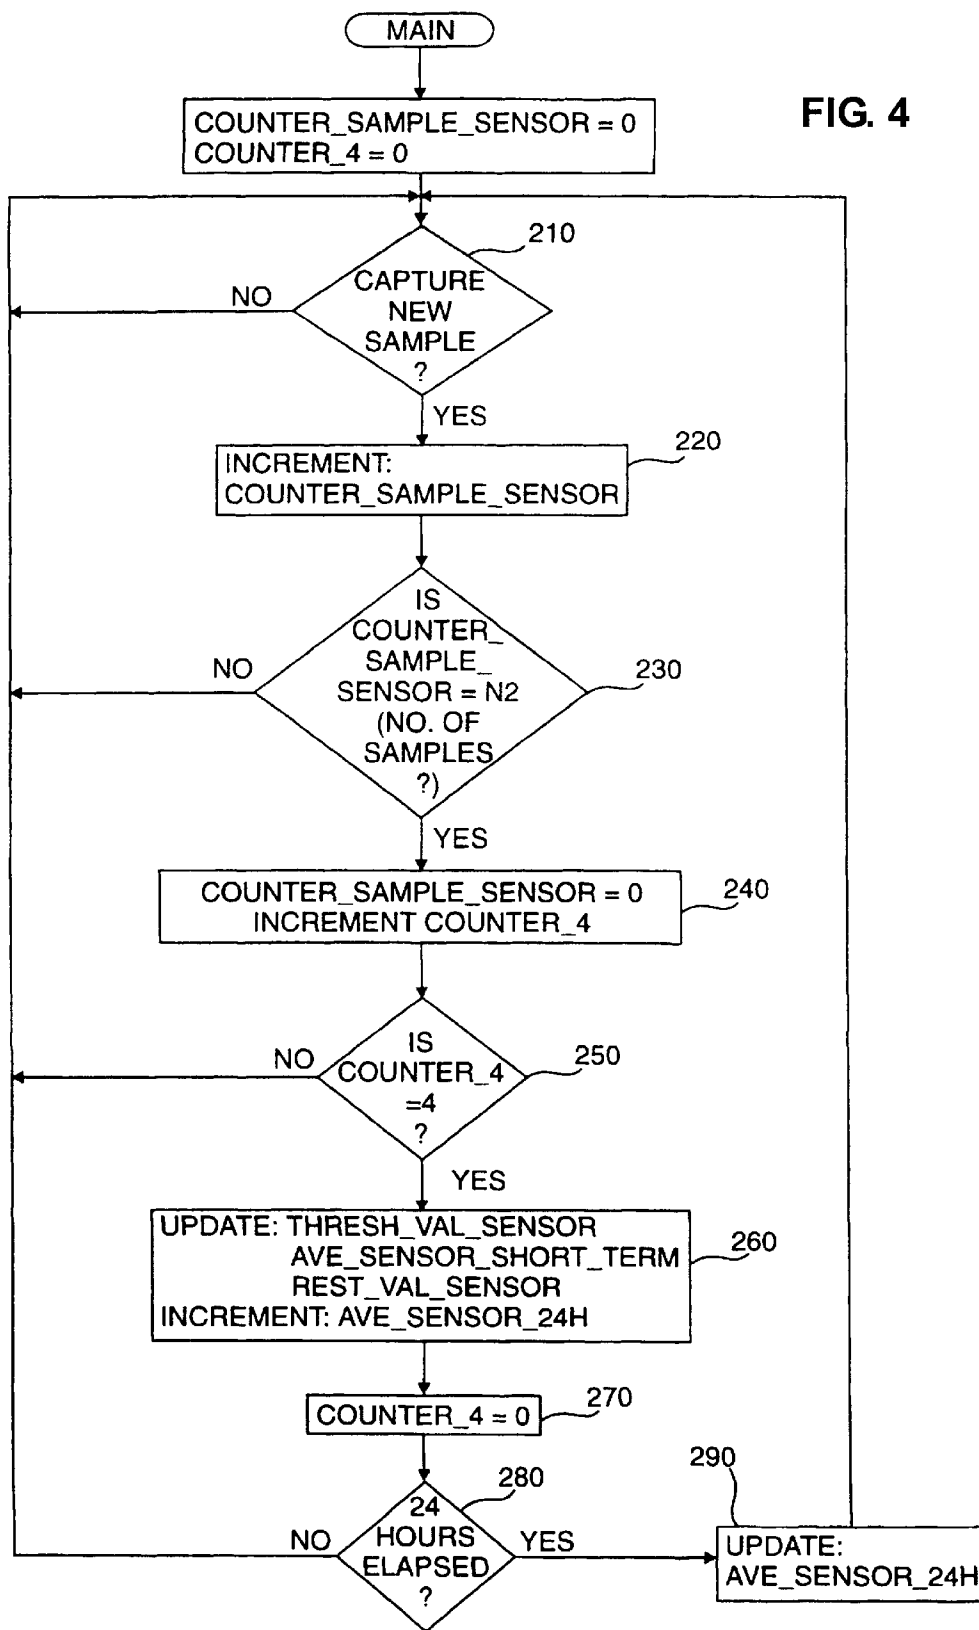 MAIN
FIG. 4
COUNTER_SAMPLE_SENSOR = 0
COUNTER_4 = 0
210
CAPTURE
NEW
SAMPLE
?
NO
YES
220
INCREMENT:
COUNTER_SAMPLE_SENSOR
IS
COUNTER_
SAMPLE_
SENSOR = N2
(NO. OF
SAMPLES
?)
NO
230
YES
COUNTER_SAMPLE_SENSOR = 0
INCREMENT COUNTER_4
240
IS
COUNTER_4
=4
?
NO
250
YES
UPDATE: THRESH_VAL_SENSOR
AVE_SENSOR_SHORT_TERM
REST_VAL_SENSOR
INCREMENT: AVE_SENSOR_24H
260
COUNTER_4 = 0
270
24
HOURS
ELAPSED
?
280
NO
YES
290
UPDATE:
AVE_SENSOR_24H